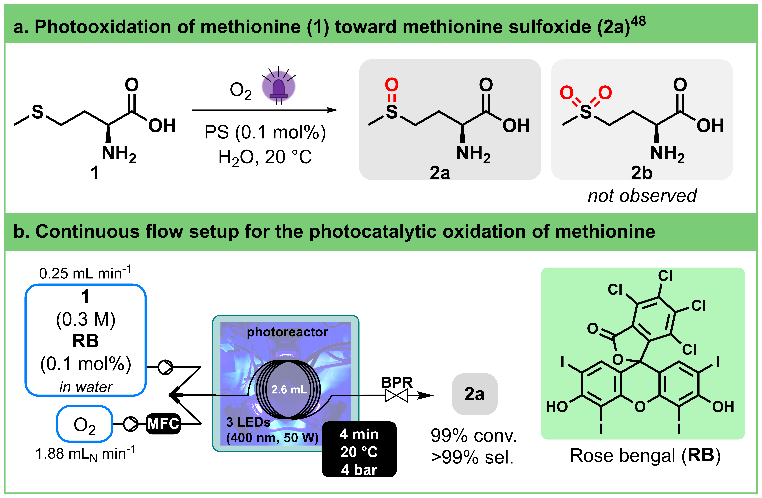 a. Photooxidation of methionine (1) toward methionine sulfoxide (2a)⁴⁸
S
O
OH
NH₂
1
O₂
PS (0.1 mol%)
H₂O, 20 °C
O
S
O
OH
NH₂
2a
O O
S
O
OH
NH₂
2b
not observed
b. Continuous flow setup for the photocatalytic oxidation of methionine
0.25 mL min⁻¹
1
(0.3 M)
RB
(0.1 mol%)
in water
O₂
MFC
1.88 mL_N min⁻¹
photoreactor
2.6 mL
3 LEDs
(400 nm, 50 W)
4 min
20 °C
4 bar
BPR
2a
99% conv.
>99% sel.
Cl
Cl
Cl
Cl
O
O
I
I
HO
O
OH
I
I
Rose bengal (RB)